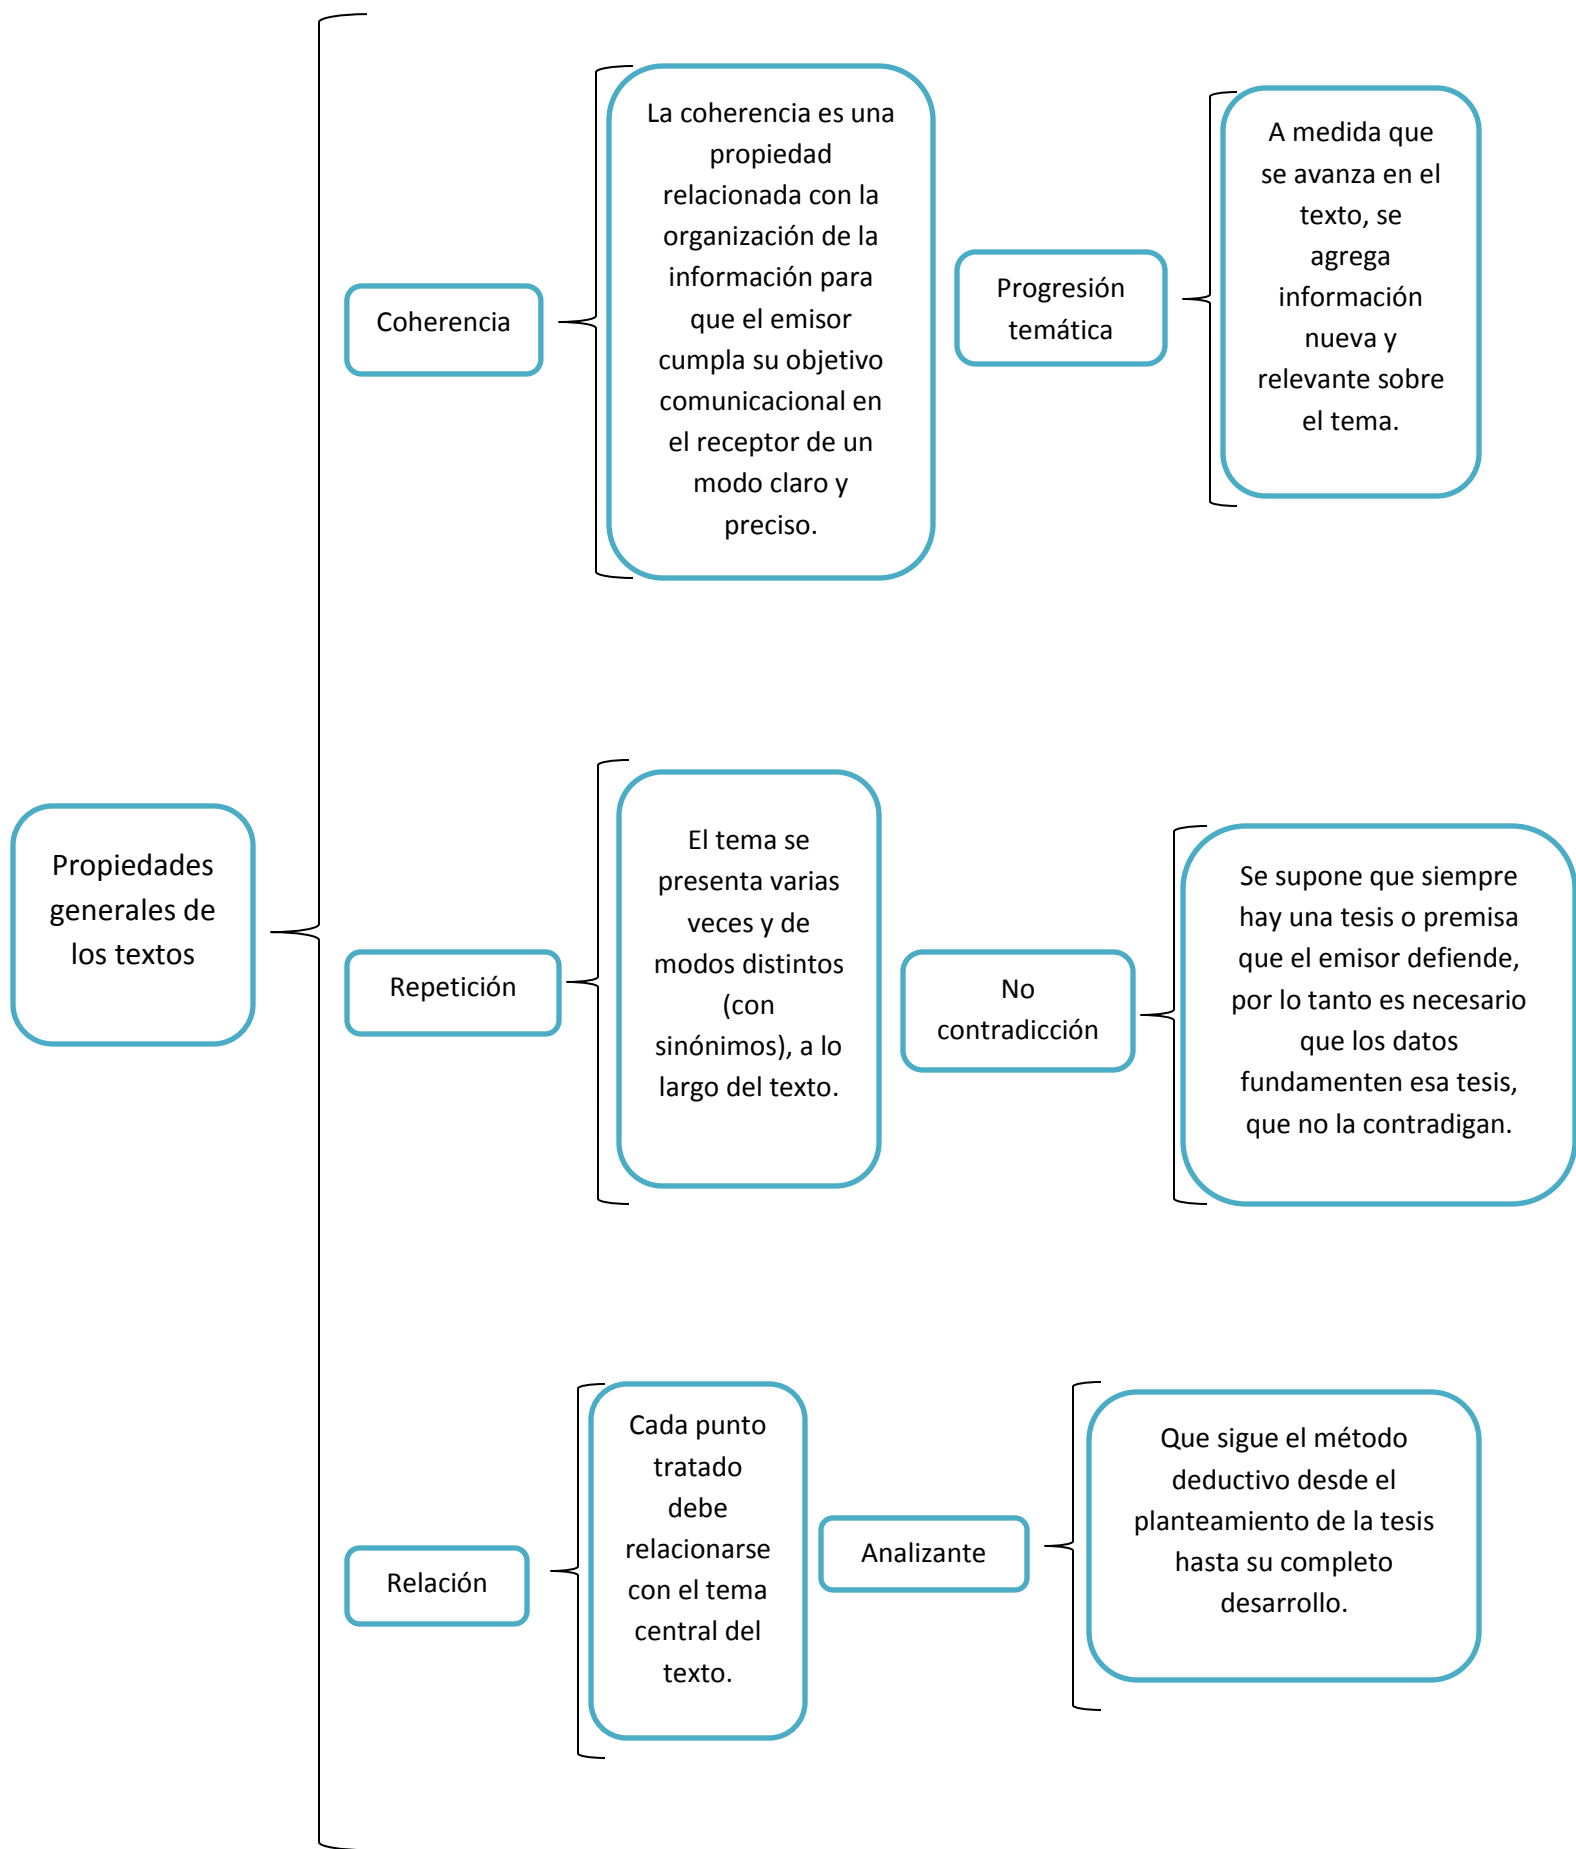 Propiedades
generales de
los textos
Coherencia
La coherencia es una
propiedad
relacionada con la
organización de la
información para
que el emisor
cumpla su objetivo
comunicacional en
el receptor de un
modo claro y
preciso.
Progresión
temática
A medida que
se avanza en el
texto, se
agrega
información
nueva y
relevante sobre
el tema.
Repetición
El tema se
presenta varias
veces y de
modos distintos
(con
sinónimos), a lo
largo del texto.
No
contradicción
Se supone que siempre
hay una tesis o premisa
que el emisor defiende,
por lo tanto es necesario
que los datos
fundamenten esa tesis,
que no la contradigan.
Relación
Cada punto
tratado
debe
relacionarse
con el tema
central del
texto.
Analizante
Que sigue el método
deductivo desde el
planteamiento de la tesis
hasta su completo
desarrollo.